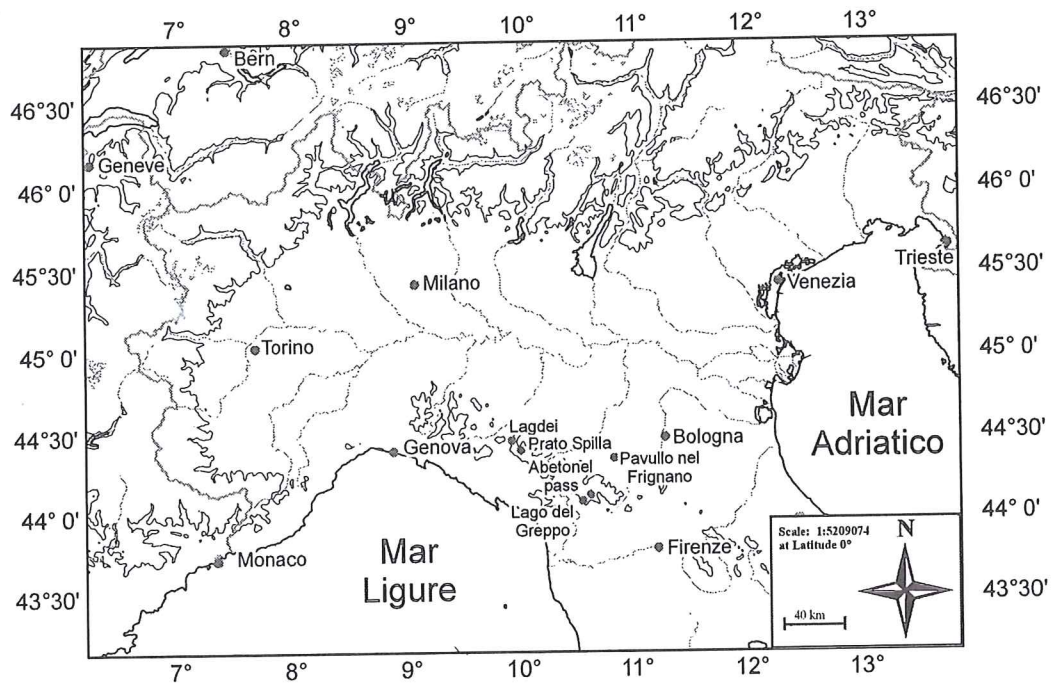 7° 8° 9° 10° 11° 12° 13°
Bern
46°30' 46°30'
Geneve
46° 0' 46° 0'
Trieste
45°30' 45°30'
Milano
Venezia
Torino
45° 0' 45° 0'
Mar
Adriatico
Lagdei
44°30' 44°30'
Genova
Prato Spilla
Bologna
Abetonel
pass
Pavullo nel
Frignano
Lago del
Greppo
44° 0' 44° 0'
Firenze
Monaco
Mar
Ligure
43°30' 43°30'
Scale: 1:5209074
at Latitude 0°
N
40 km
7° 8° 9° 10° 11° 12° 13°